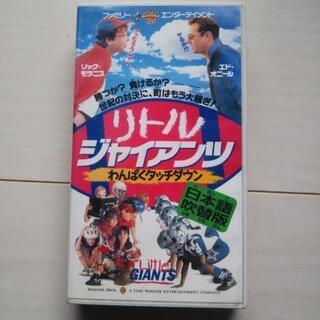 ファミリー
エンターテイメント
リック・
モラニス
エド・
オニール
勝つか？ 負けるか？
世紀の対決に、町はもう大騒ぎ！
リトル
ジャイアンツ
わんぱくタッチダウン
日本語
吹替版
Little
GIANTS
WARNER BROS.
A TIME WARNER ENTERTAINMENT COMPANY